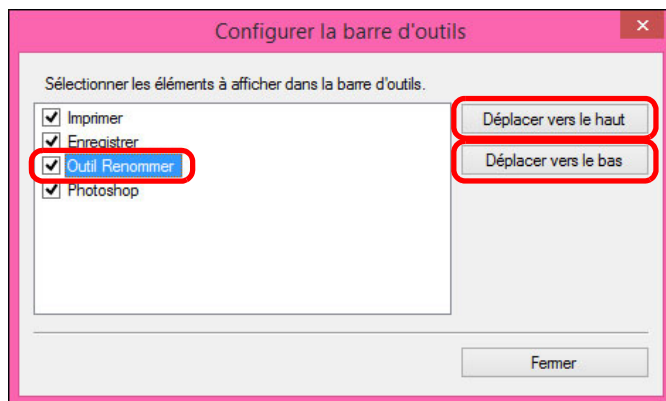 Configurer la barre d'outils
Sélectionner les éléments à afficher dans la barre d'outils.
Imprimer
Enregistrer
Outil Renommer
Photoshop
Déplacer vers le haut
Déplacer vers le bas
Fermer